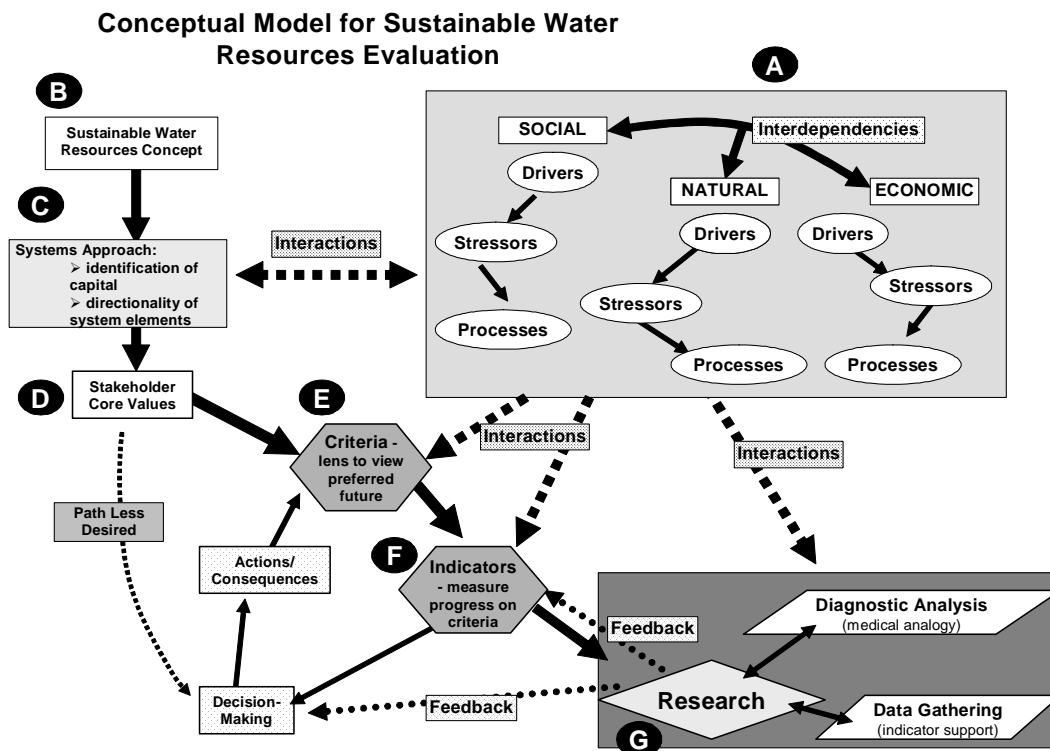 Conceptual Model for Sustainable Water
Resources Evaluation
A
B
Sustainable Water
Resources Concept
SOCIAL
Interdependencies
Drivers
NATURAL
ECONOMIC
C
Systems Approach:
➢ identification of
capital
➢ directionality of
system elements
Interactions
Stressors
Drivers
Drivers
Stressors
Stressors
Processes
Processes
Processes
D
Stakeholder
Core Values
E
Criteria -
lens to view
preferred
future
Interactions
Interactions
Path Less
Desired
Actions/
Consequences
F
Indicators
- measure
progress on
criteria
Feedback
Diagnostic Analysis
(medical analogy)
Research
Decision-
Making
Feedback
Data Gathering
(indicator support)
G